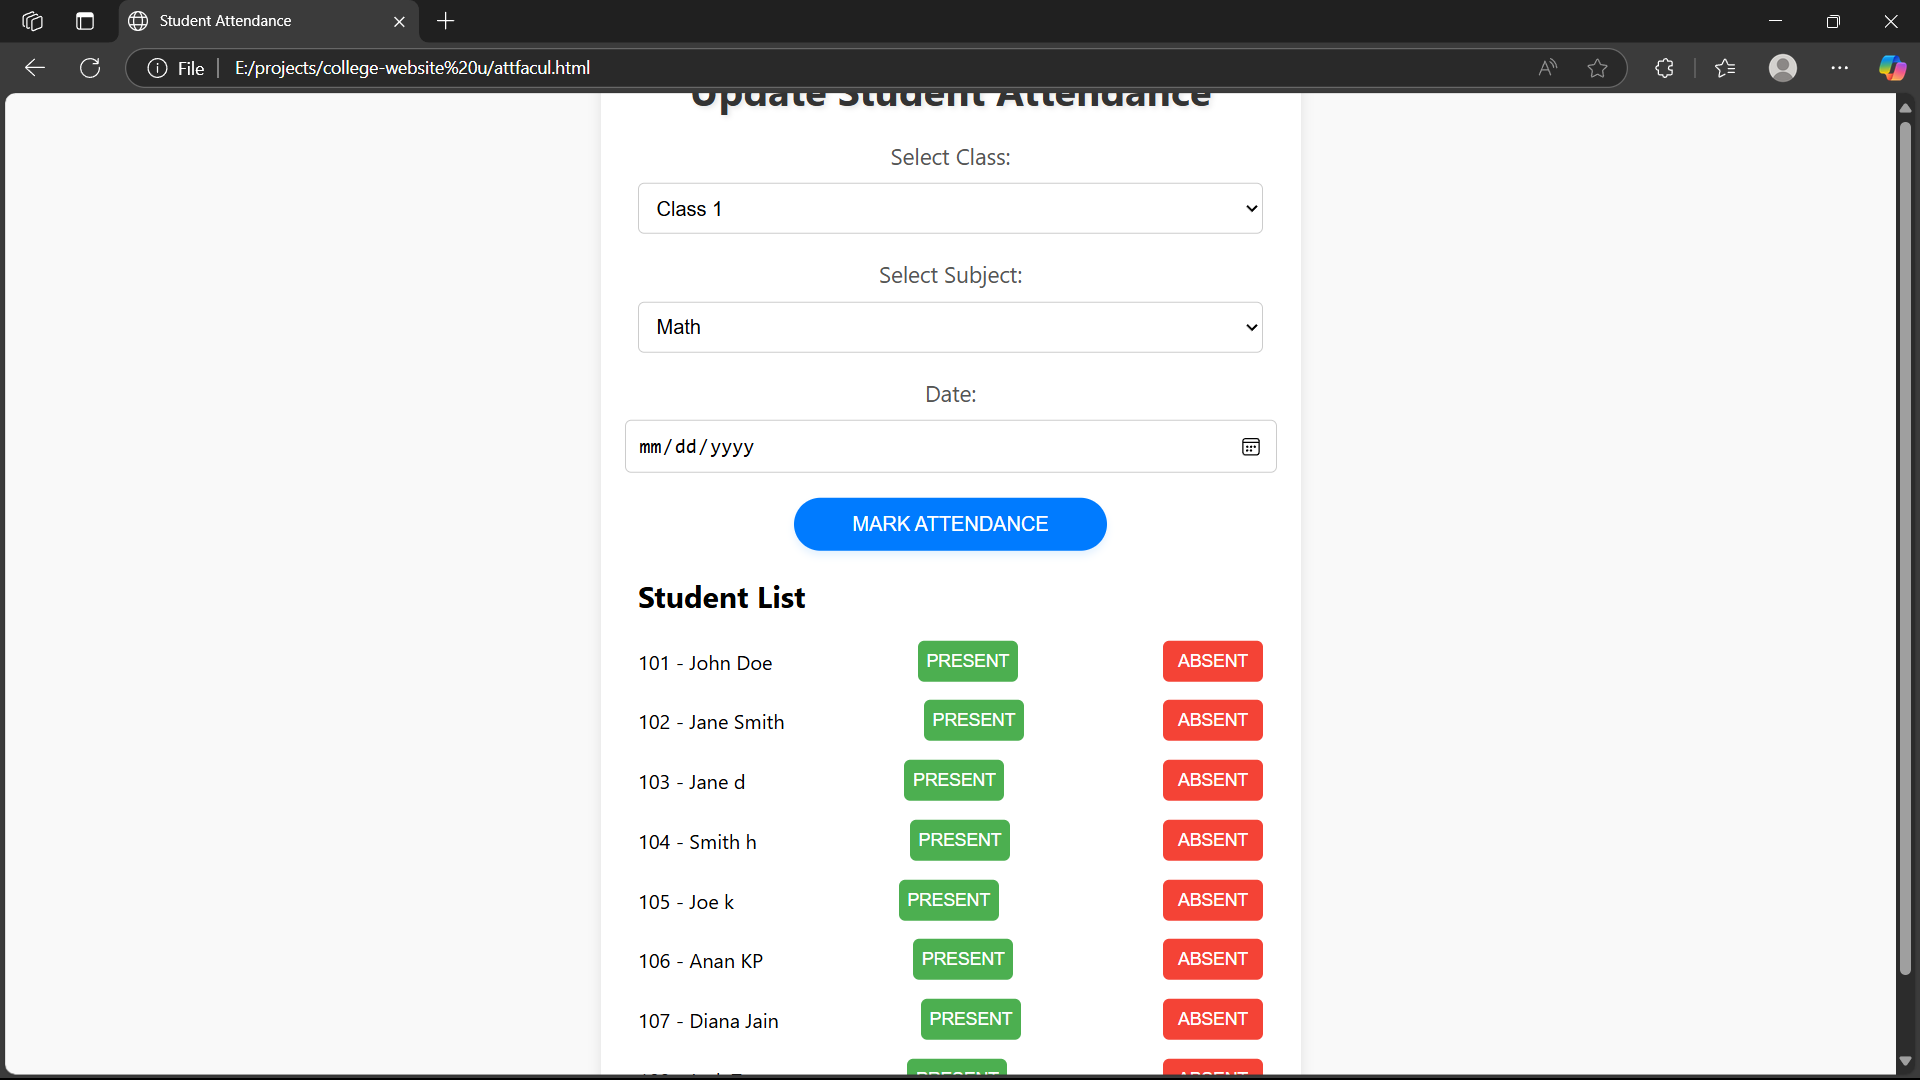 Student Attendance
File E:/projects/college-website%20u/attfacul.html
Update Student Attendance
Select Class:
Class 1
Select Subject:
Math
Date:
mm/dd/yyyy
MARK ATTENDANCE
Student List
101 - John Doe PRESENT ABSENT
102 - Jane Smith PRESENT ABSENT
103 - Jane d PRESENT ABSENT
104 - Smith h PRESENT ABSENT
105 - Joe k PRESENT ABSENT
106 - Anan KP PRESENT ABSENT
107 - Diana Jain PRESENT ABSENT
PRESENT ABSENT